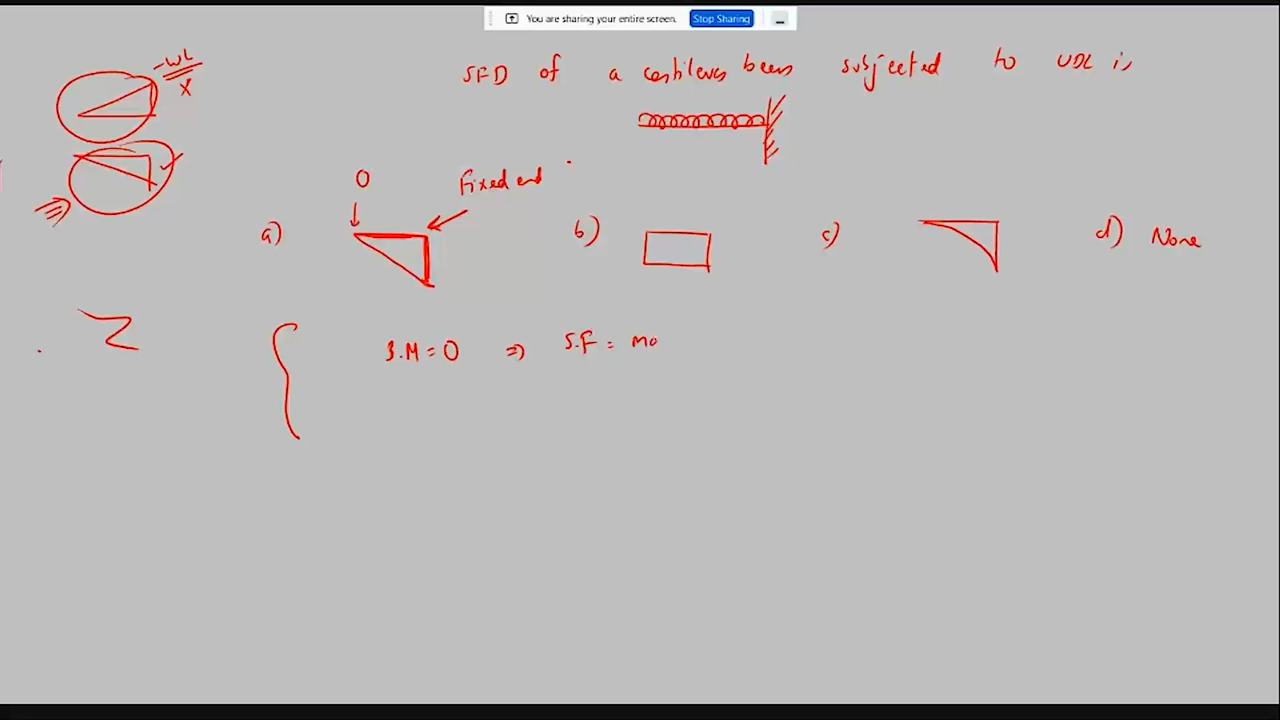 You are sharing your entire screen. Stop Sharing
SFD of a cantilever beam subjected to UDL is
-WL
X
0
Fixed end
a)
b)
c)
d) None
B.M = 0 ⇒ S.F = mo